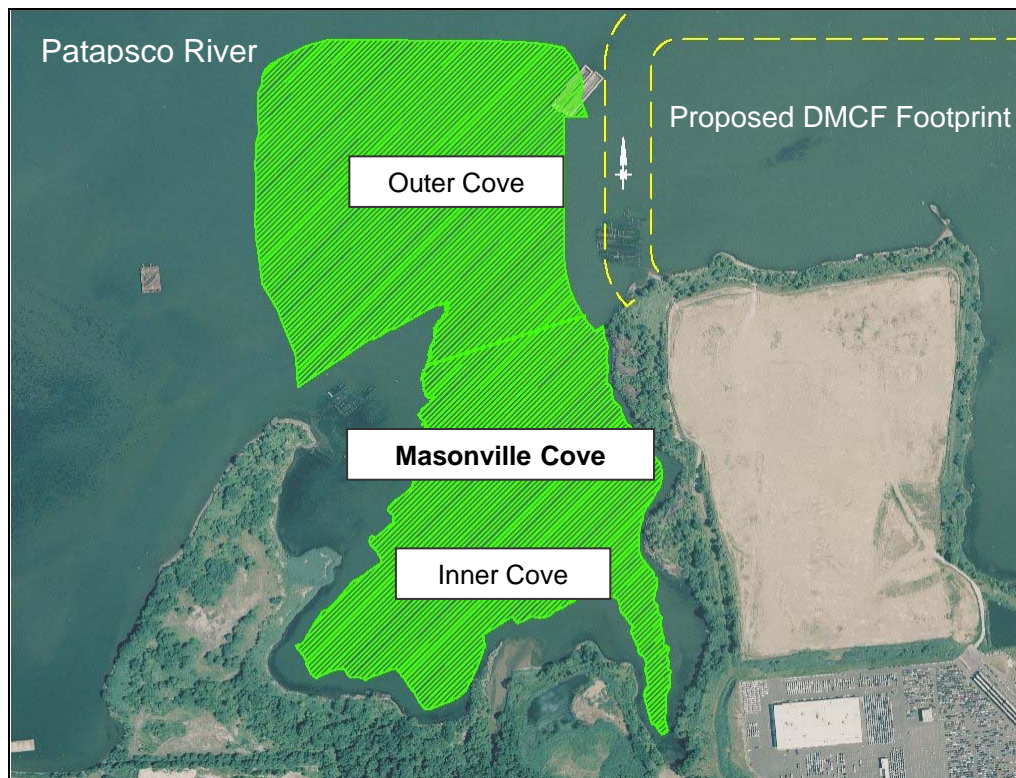 Patapsco River
Proposed DMCF Footprint
Outer Cove
Masonville Cove
Inner Cove